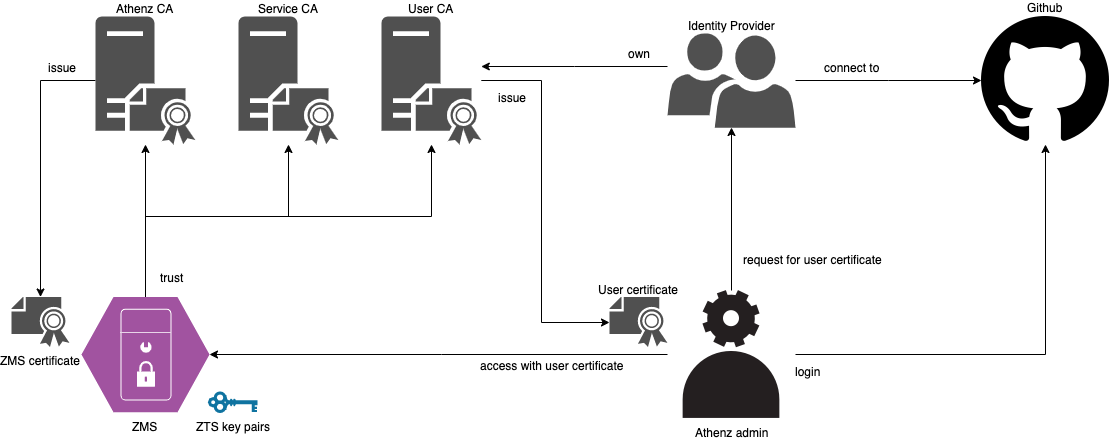 Athenz CA
Service CA
User CA
Identity Provider
Github
issue
own
connect to
issue
request for user certificate
trust
User certificate
ZMS certificate
access with user certificate
login
ZMS
ZTS key pairs
Athenz admin